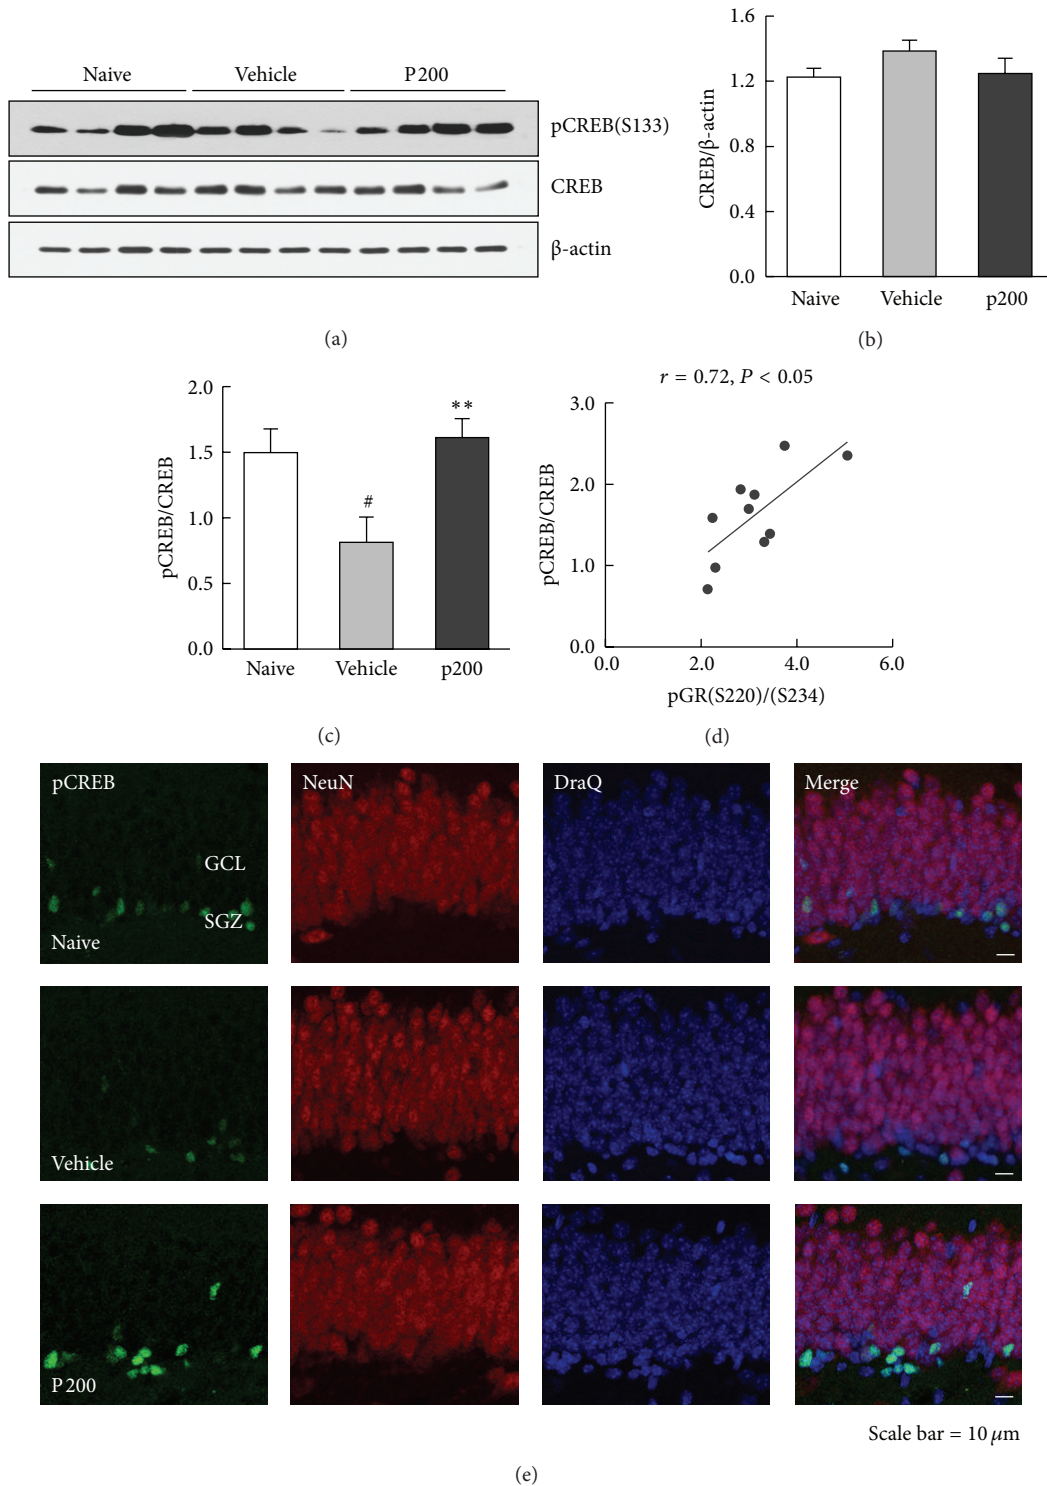 Naive Vehicle P200
pCREB(S133)
CREB
β-actin
(a)
CREB/β-actin
1.6
1.2
0.8
0.4
0.0
Naive Vehicle p200
(b)
pCREB/CREB
2.0
1.5
1.0
0.5
0.0
#
**
Naive Vehicle p200
(c)
r = 0.72, P < 0.05
pCREB/CREB
3.0
2.0
1.0
0.0
0.0 2.0 4.0 6.0
pGR(S220)/(S234)
(d)
pCREB NeuN DraQ Merge
GCL
SGZ
Naive
Vehicle
P200
Scale bar = 10 μm
(e)